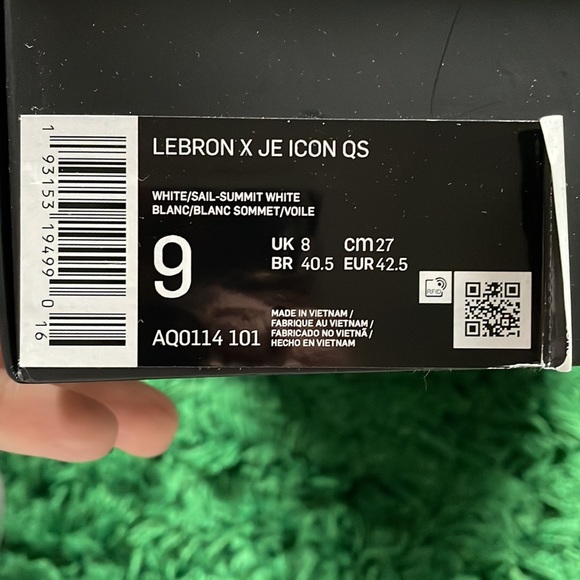 LEBRON X JE ICON QS
WHITE/SAIL-SUMMIT WHITE
BLANC/BLANC SOMMET/VOILE
9
UK 8 cm 27
BR 40.5 EUR 42.5
AQ0114 101
MADE IN VIETNAM /
FABRIQUE AU VIETNAM /
FABRICADO NO VIETNÃ /
HECHO EN VIETNAM
RFID
1 93153 19499 0 16